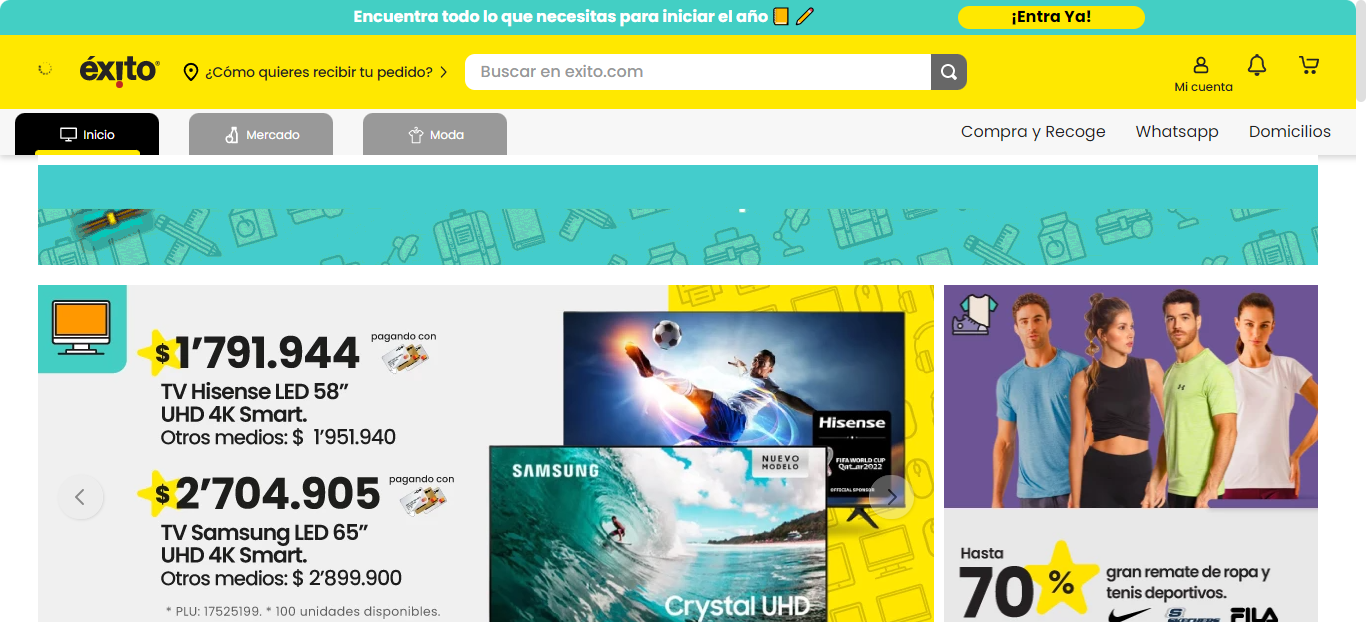 Encuentra todo lo que necesitas para iniciar el año
¡Entra Ya!
éxito
¿Cómo quieres recibir tu pedido?
Buscar en exito.com
Mi cuenta
Inicio
Mercado
Moda
Compra y Recoge
Whatsapp
Domicilios
$1’791.944
pagando con
TV Hisense LED 58”
UHD 4K Smart.
Otros medios: $ 1’951.940
$2’704.905
pagando con
TV Samsung LED 65”
UHD 4K Smart.
Otros medios: $ 2’899.900
* PLU: 17525199. * 100 unidades disponibles.
Hisense
FIFA WORLD CUP
Qatar2022
OFFICIAL SPONSOR
SAMSUNG
NUEVO
MODELO
Crystal UHD
Hasta
70%
gran remate de ropa y
tenis deportivos.
SKECHERS
FILA